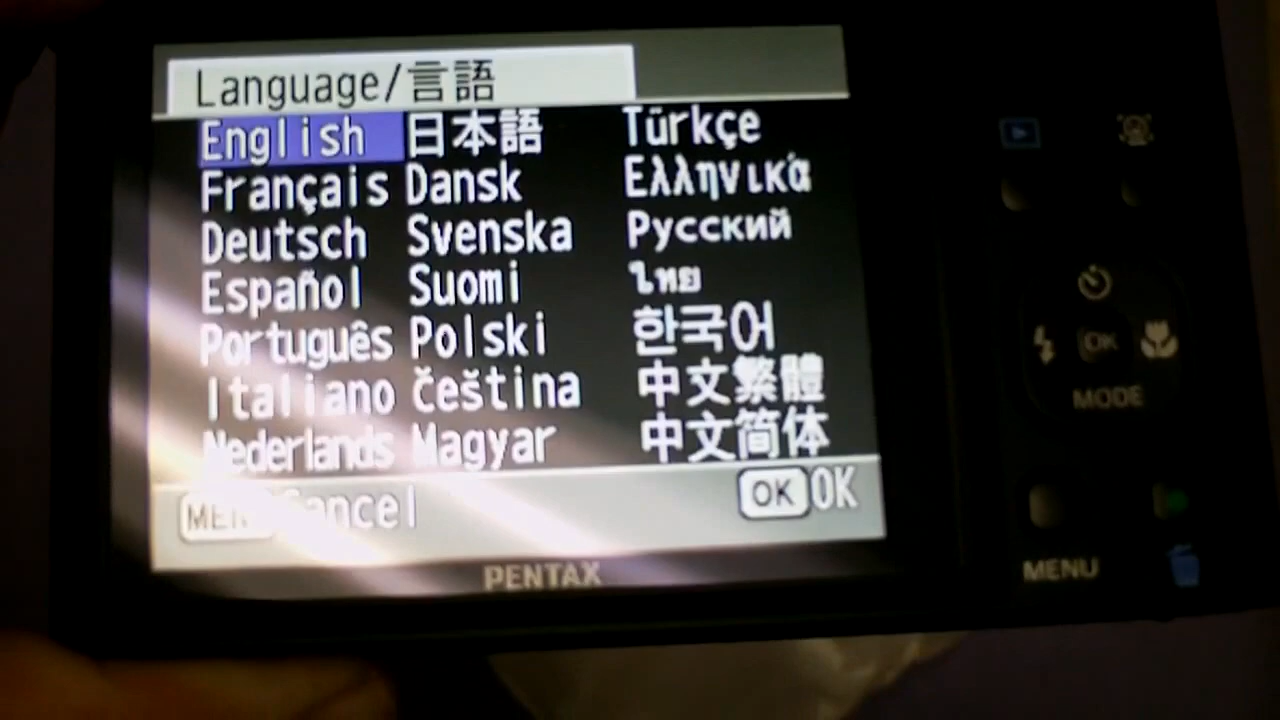 Language/言語
English 日本語 Türkçe
Français Dansk Ελληνικά
Deutsch Svenska Русский
Español Suomi ไทย
Português Polski 한국어
Italiano Čeština 中文繁體
Nederlands Magyar 中文简体
MENU Cancel OK OK
PENTAX
OK
MODE
MENU